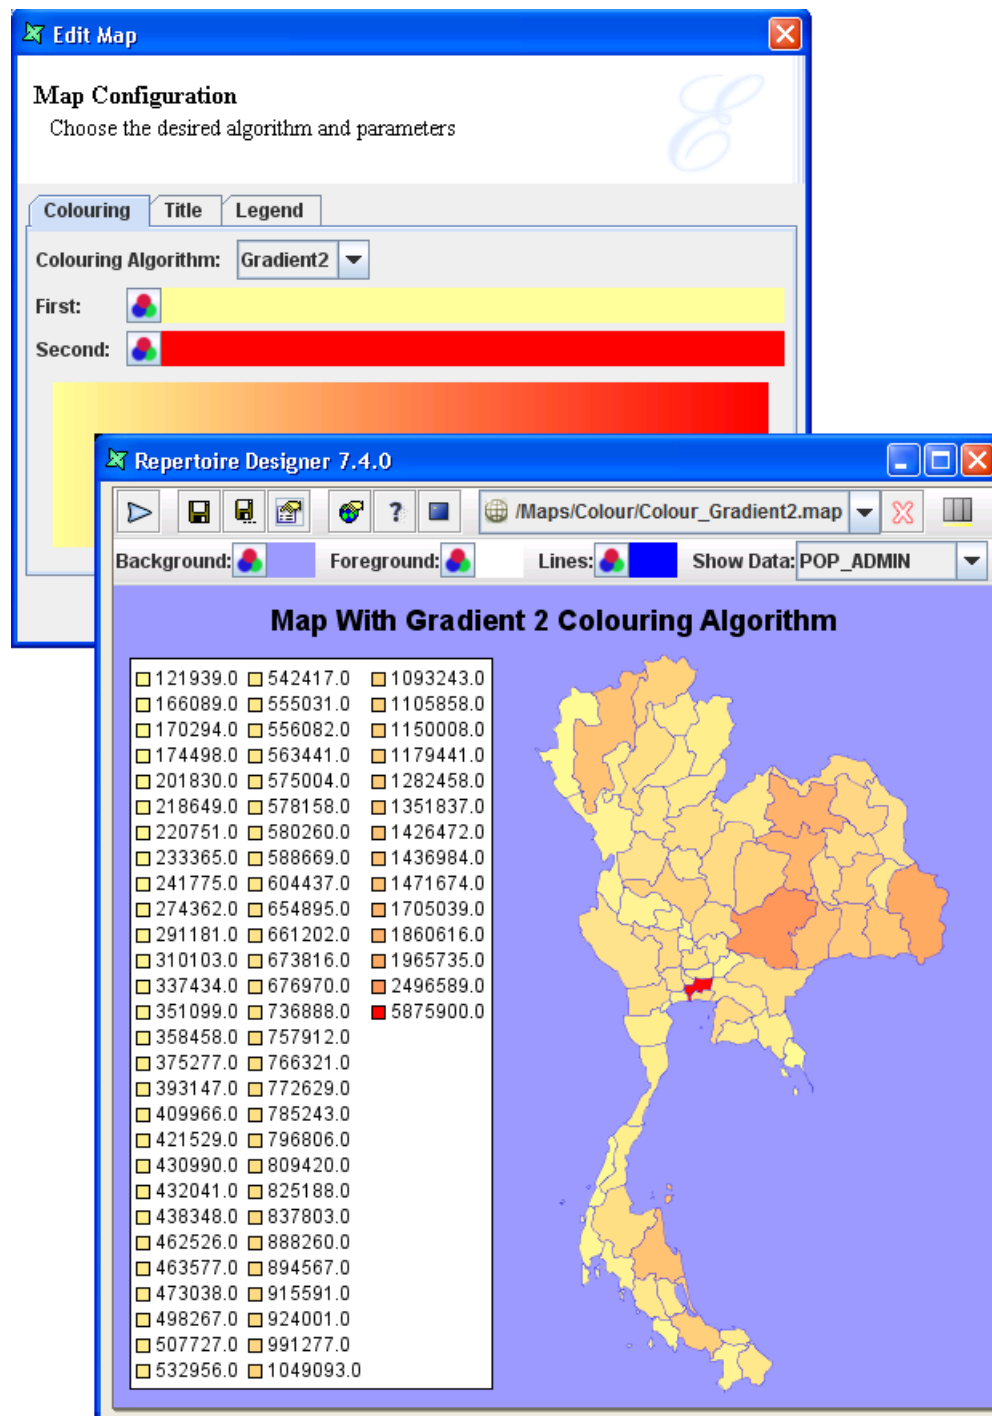 Edit Map
Map Configuration
Choose the desired algorithm and parameters
Colouring Title Legend
Colouring Algorithm: Gradient2
First:
Second:
Repertoire Designer 7.4.0
? /Maps/Colour/Colour_Gradient2.map
Background: Foreground: Lines: Show Data: POP_ADMIN
Map With Gradient 2 Colouring Algorithm
121939.0 542417.0 1093243.0
166089.0 555031.0 1105858.0
170294.0 556082.0 1150008.0
174498.0 563441.0 1179441.0
201830.0 575004.0 1282458.0
218649.0 578158.0 1351837.0
220751.0 580260.0 1426472.0
233365.0 588669.0 1436984.0
241775.0 604437.0 1471674.0
274362.0 654895.0 1705039.0
291181.0 661202.0 1860616.0
310103.0 673816.0 1965735.0
337434.0 676970.0 2496589.0
351099.0 736888.0 5875900.0
358458.0 757912.0
375277.0 766321.0
393147.0 772629.0
409966.0 785243.0
421529.0 796806.0
430990.0 809420.0
432041.0 825188.0
438348.0 837803.0
462526.0 888260.0
463577.0 894567.0
473038.0 915591.0
498267.0 924001.0
507727.0 991277.0
532956.0 1049093.0